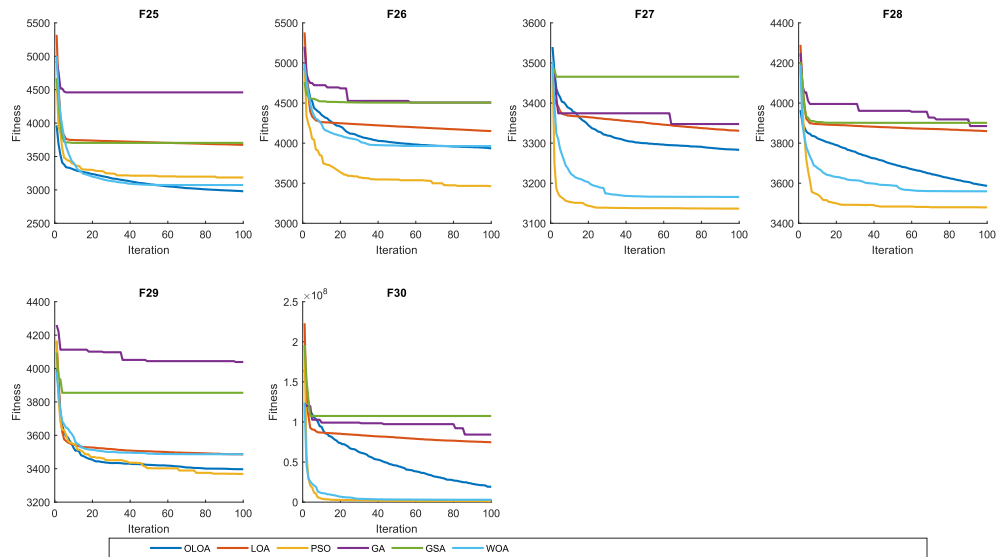 F25
F26
F27
F28
5500
5000
4500
4000
3500
3000
2500
Fitness
0 20 40 60 80 100
Iteration
5500
5000
4500
4000
3500
3000
Fitness
0 20 40 60 80 100
Iteration
3600
3500
3400
3300
3200
3100
Fitness
0 20 40 60 80 100
Iteration
4400
4200
4000
3800
3600
3400
Fitness
0 20 40 60 80 100
Iteration
F29
F30
4400
4200
4000
3800
3600
3400
3200
Fitness
0 20 40 60 80 100
Iteration
×10^8
2.5
2
1.5
1
0.5
0
Fitness
0 20 40 60 80 100
Iteration
OLOA LOA PSO GA GSA WOA